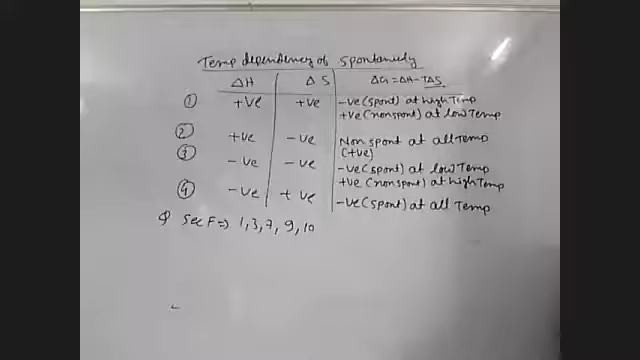 Temp dependency of spontaneity
ΔH ΔS ΔG = ΔH - TΔS
① +ve +ve -ve (spont) at high Temp
+ve (nonspont) at low Temp
② +ve -ve Non spont at all Temp
(+ve)
③ -ve -ve -ve (spont) at low Temp
+ve (nonspont) at high Temp
④ -ve +ve -ve (spont) at all Temp
Q Sec F ⇒ 1, 3, 7, 9, 10